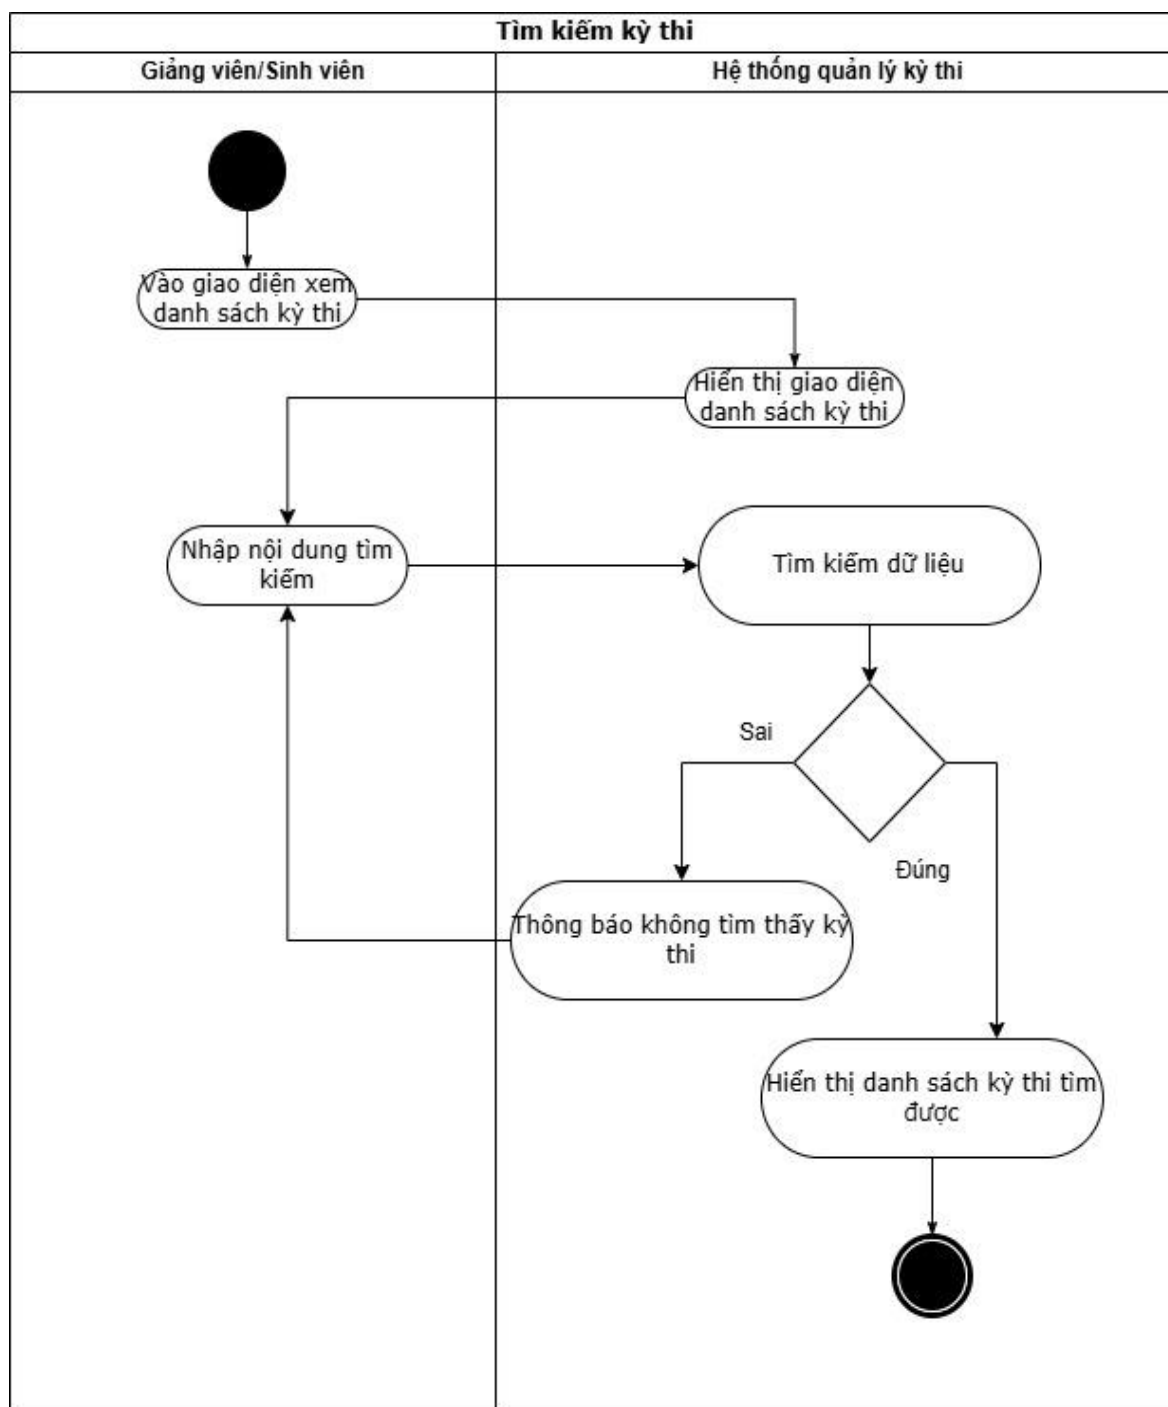 Tìm kiếm kỳ thi
Giảng viên/Sinh viên
Hệ thống quản lý kỳ thi
Vào giao diện xem
danh sách kỳ thi
Hiển thị giao diện
danh sách kỳ thi
Nhập nội dung tìm
kiếm
Tìm kiếm dữ liệu
Sai
Đúng
Thông báo không tìm thấy kỳ
thi
Hiển thị danh sách kỳ thi tìm
được